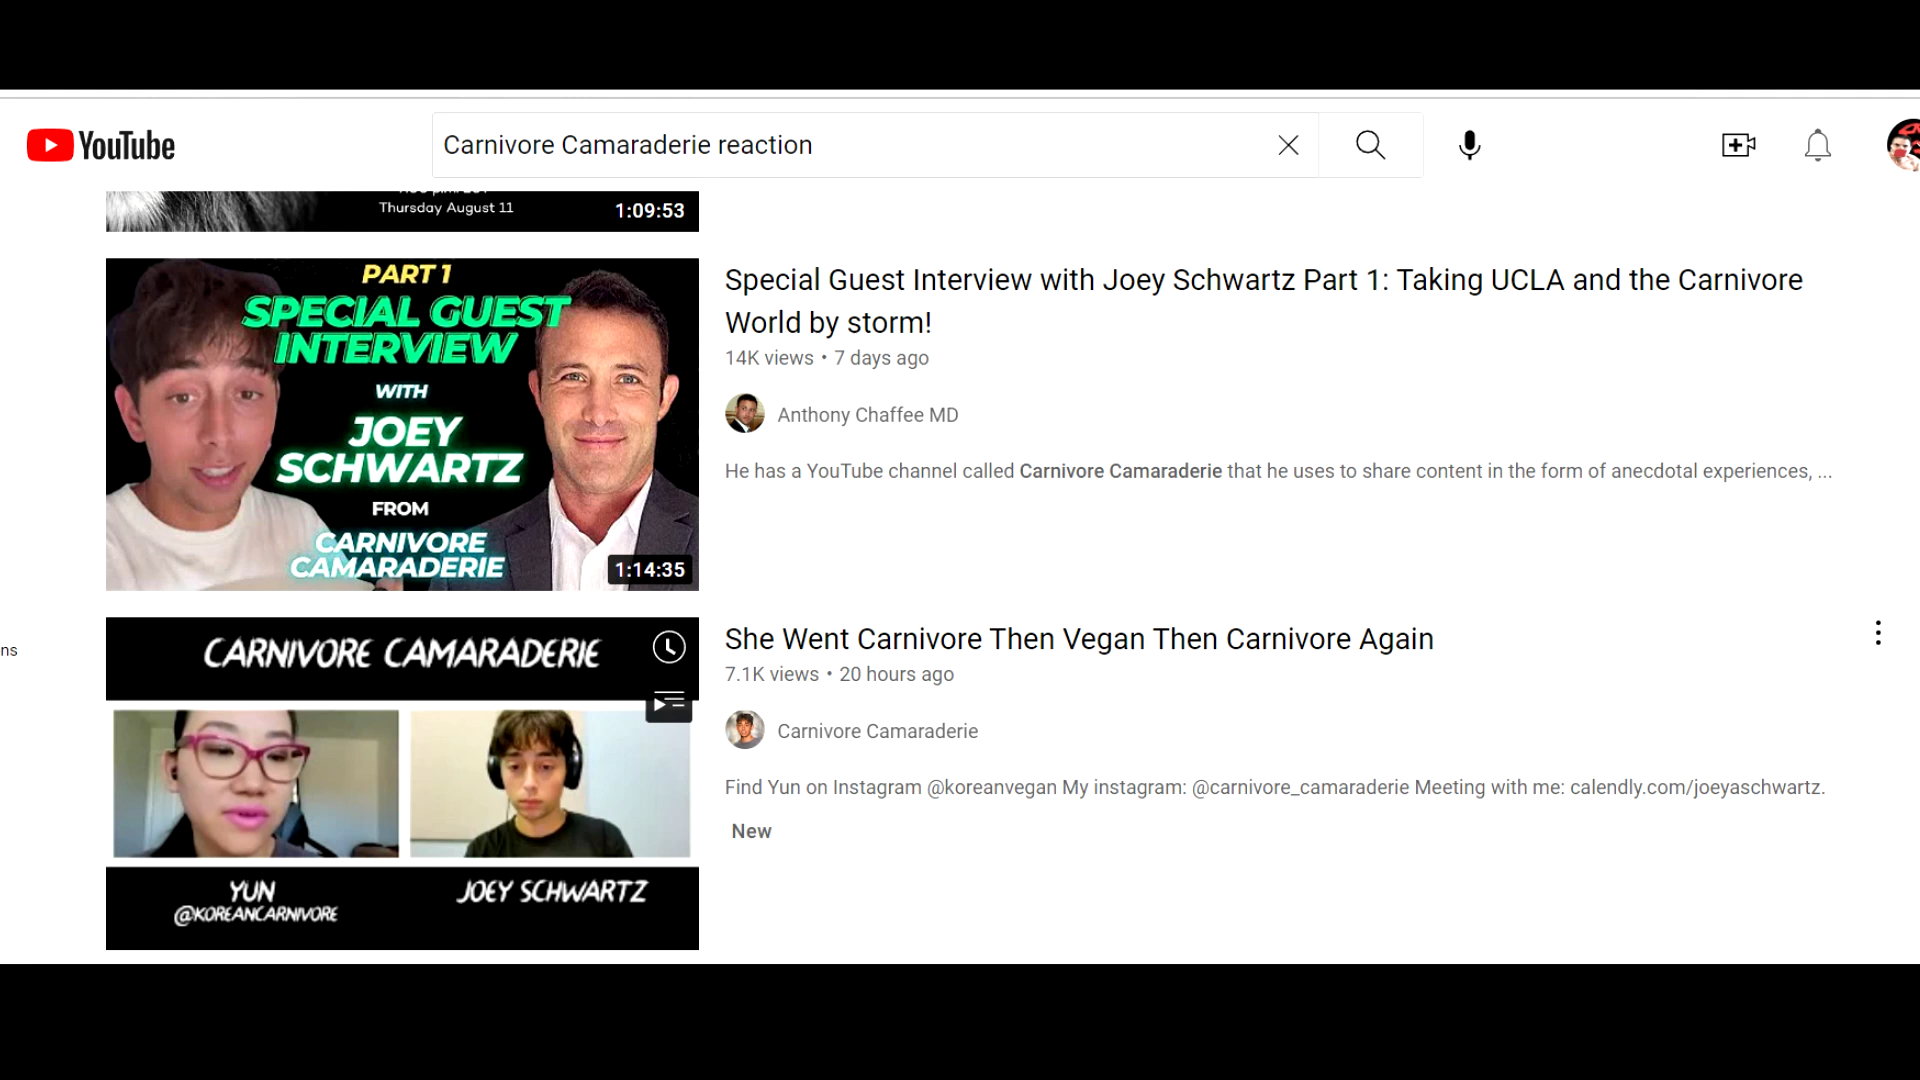 YouTube
Carnivore Camaraderie reaction
Thursday August 11
1:09:53
PART 1
SPECIAL GUEST
INTERVIEW
WITH
JOEY
SCHWARTZ
FROM
CARNIVORE
CAMARADERIE
1:14:35
Special Guest Interview with Joey Schwartz Part 1: Taking UCLA and the Carnivore
World by storm!
14K views • 7 days ago
Anthony Chaffee MD
He has a YouTube channel called Carnivore Camaraderie that he uses to share content in the form of anecdotal experiences, ...
ns
CARNIVORE CAMARADERIE
YUN
@KOREANCARNIVORE
JOEY SCHWARTZ
She Went Carnivore Then Vegan Then Carnivore Again
7.1K views • 20 hours ago
Carnivore Camaraderie
Find Yun on Instagram @koreanvegan My instagram: @carnivore_camaraderie Meeting with me: calendly.com/joeyaschwartz.
New